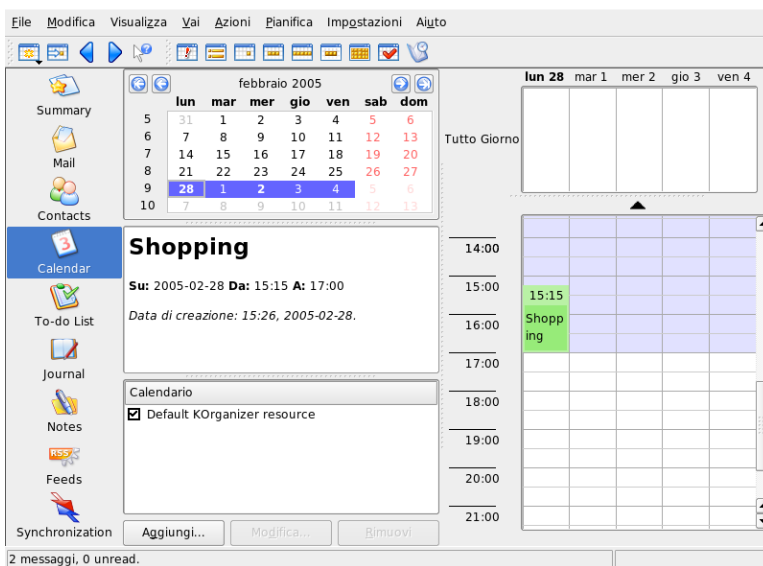 File Modifica Visualizza Vai Azioni Pianifica Impostazioni Aiuto
Summary
Mail
Contacts
3
Calendar
To-do List
Journal
Notes
RSS
Feeds
Synchronization
febbraio 2005
lun mar mer gio ven sab dom
5 31 1 2 3 4 5 6
6 7 8 9 10 11 12 13
7 14 15 16 17 18 19 20
8 21 22 23 24 25 26 27
9 28 1 2 3 4 5 6
10 7 8 9 10 11 12 13
Shopping
Su: 2005-02-28 Da: 15:15 A: 17:00
Data di creazione: 15:26, 2005-02-28.
Calendario
Default KOrganizer resource
Aggiungi... Modifica... Rimuovi
lun 28 mar 1 mer 2 gio 3 ven 4
Tutto Giorno
14:00
15:00
16:00
17:00
18:00
19:00
20:00
21:00
15:15
Shopp
ing
2 messaggi, 0 unread.